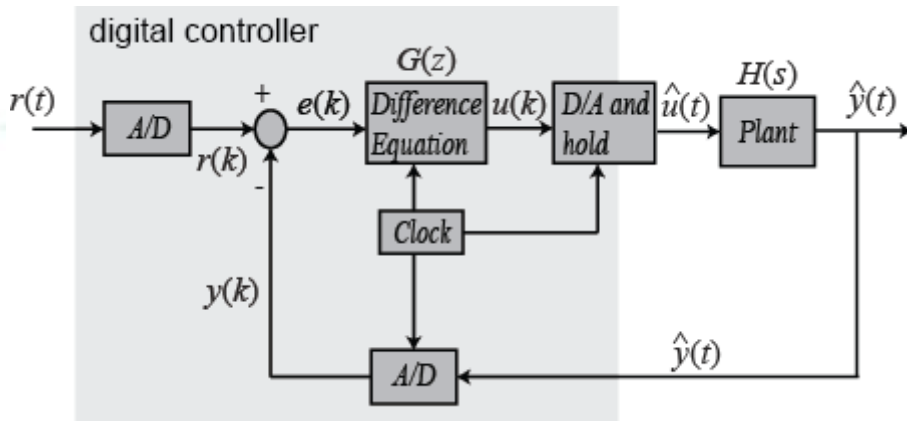 digital controller
G(z)
H(s)
r(t)
A/D
+
e(k)
Difference
Equation
u(k)
D/A and
hold
û(t)
Plant
ŷ(t)
r(k)
-
Clock
y(k)
A/D
ŷ(t)